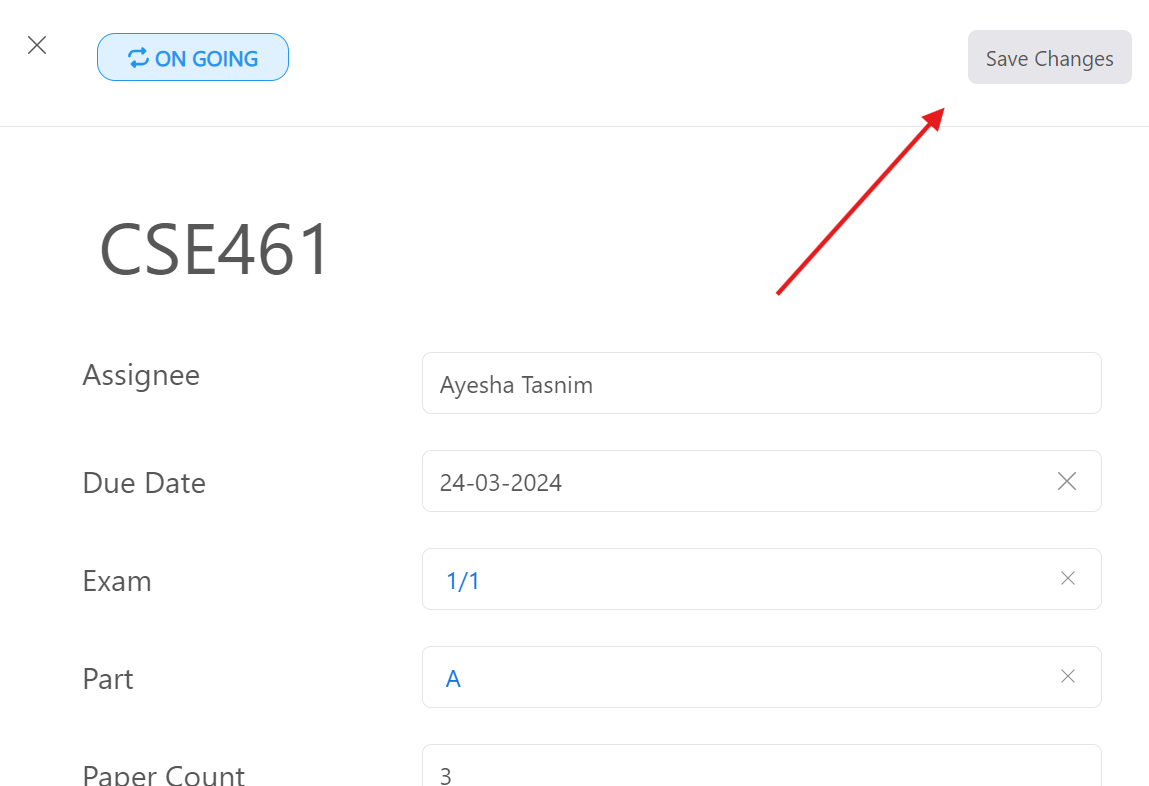 ON GOING
Save Changes
CSE461
Assignee
Ayesha Tasnim
Due Date
24-03-2024
Exam
1/1
Part
A
Paper Count
3